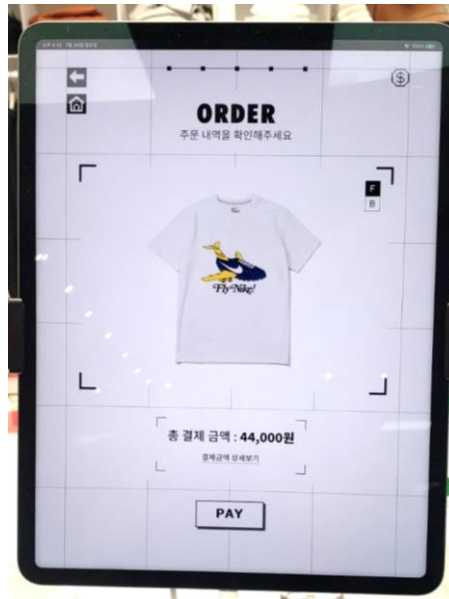 ORDER
주문 내역을 확인해주세요
F
B
Fly Nike!
총 결제 금액 : 44,000원
결제금액 상세보기
PAY